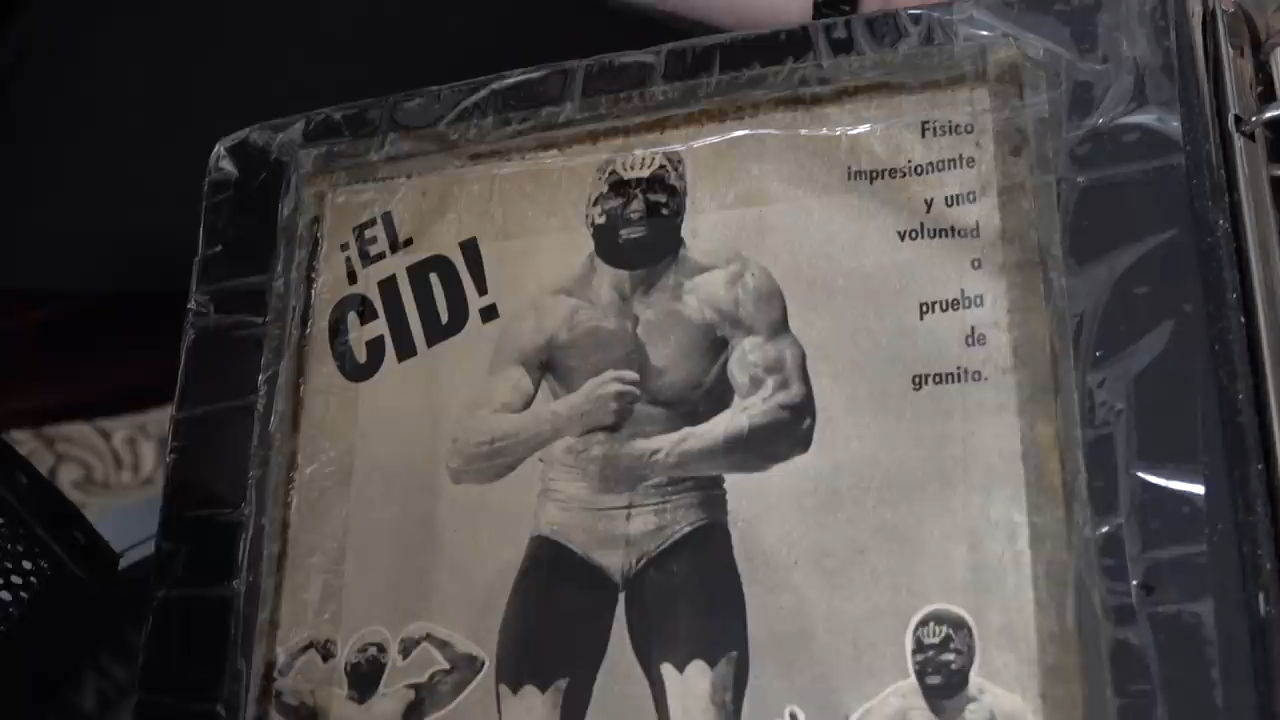 ¡EL
CID!
Físico
impresionante
y una
voluntad
a
prueba
de
granito.